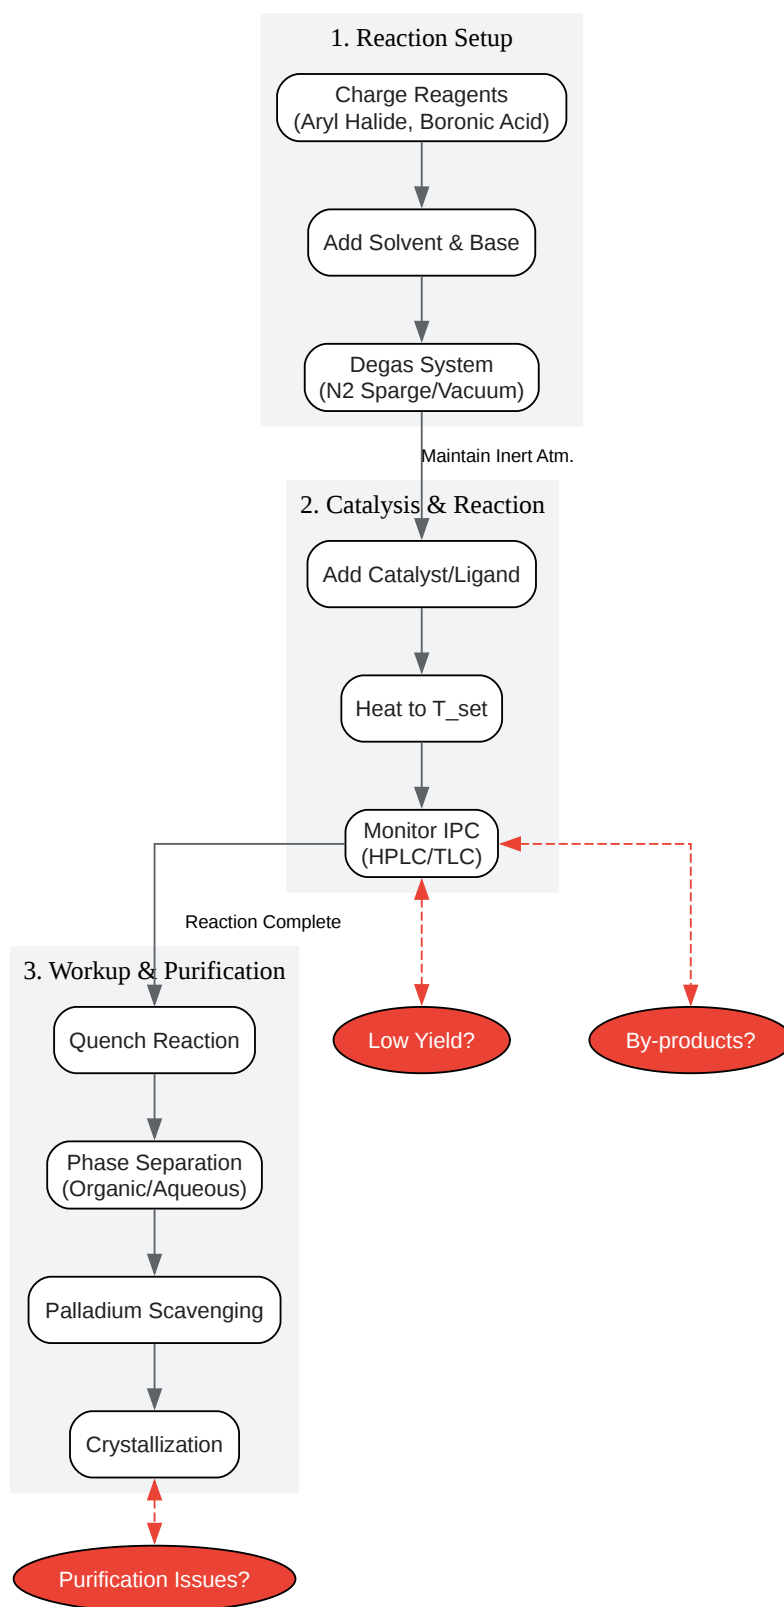 1. Reaction Setup
Charge Reagents
(Aryl Halide, Boronic Acid)
Add Solvent & Base
Degas System
(N2 Sparge/Vacuum)
Maintain Inert Atm.
2. Catalysis & Reaction
Add Catalyst/Ligand
Heat to T_set
Monitor IPC
(HPLC/TLC)
Reaction Complete
3. Workup & Purification
Quench Reaction
Low Yield?
By-products?
Phase Separation
(Organic/Aqueous)
Palladium Scavenging
Crystallization
Purification Issues?